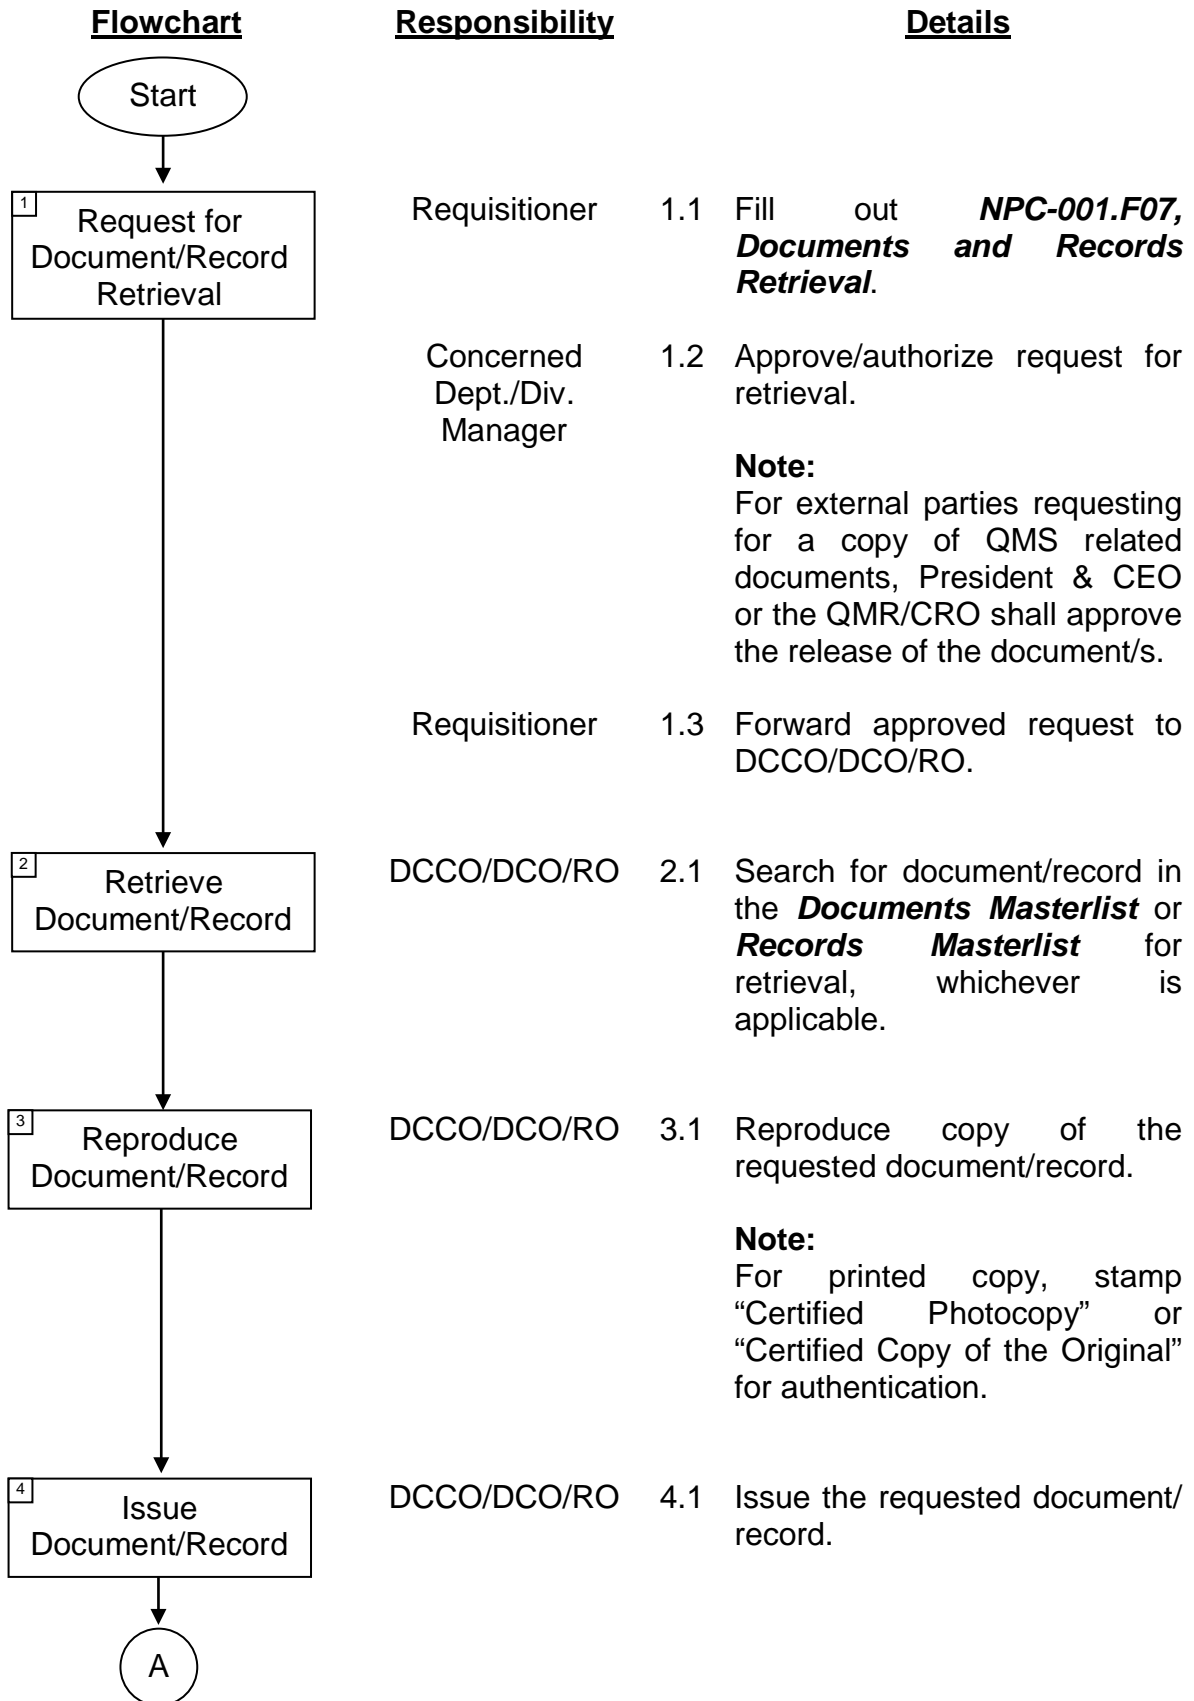 Flowchart Responsibility Details
Start
1
Request for
Document/Record
Retrieval
Requisitioner
1.1 Fill out NPC-001.F07,
Documents and Records
Retrieval.
Concerned
Dept./Div.
Manager
1.2 Approve/authorize request for
retrieval.
Note:
For external parties requesting
for a copy of QMS related
documents, President & CEO
or the QMR/CRO shall approve
the release of the document/s.
Requisitioner
1.3 Forward approved request to
DCCO/DCO/RO.
2
Retrieve
Document/Record
DCCO/DCO/RO
2.1 Search for document/record in
the Documents Masterlist or
Records Masterlist for
retrieval, whichever is
applicable.
3
Reproduce
Document/Record
DCCO/DCO/RO
3.1 Reproduce copy of the
requested document/record.
Note:
For printed copy, stamp
“Certified Photocopy” or
“Certified Copy of the Original”
for authentication.
4
Issue
Document/Record
DCCO/DCO/RO
4.1 Issue the requested document/
record.
A